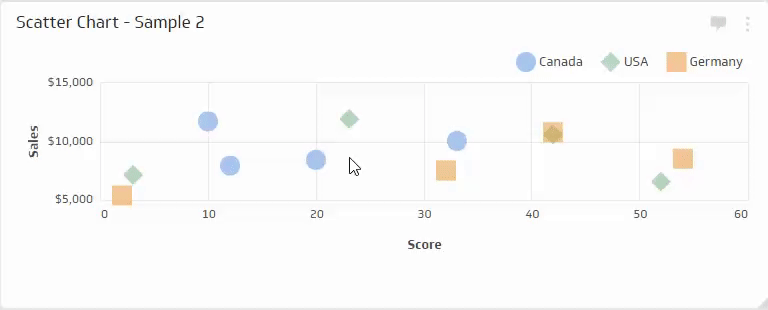 Scatter Chart - Sample 2
Canada USA Germany
$15,000
$10,000
$5,000
Sales
0 10 20 30 40 50 60
Score